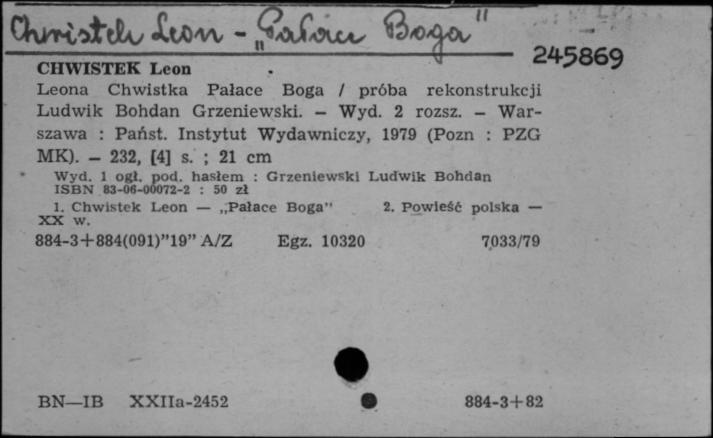 Chwistek Leon - „Pałace Boga"
245869
CHWISTEK Leon
Leona Chwistka Pałace Boga / próba rekonstrukcji
Ludwik Bohdan Grzeniewski. — Wyd. 2 rozsz. — War-
szawa : Państ. Instytut Wydawniczy, 1979 (Pozn : PZG
MK). — 232, [4] s. ; 21 cm
Wyd. 1 ogł. pod. hasłem : Grzeniewski Ludwik Bohdan
ISBN 83-06-00072-2 : 50 zł
1. Chwistek Leon — „Pałace Boga" 2. Powieść polska —
XX w.
884-3+884(091)"19" A/Z Egz. 10320 7033/79
BN—IB XXIIa-2452 884-3+82